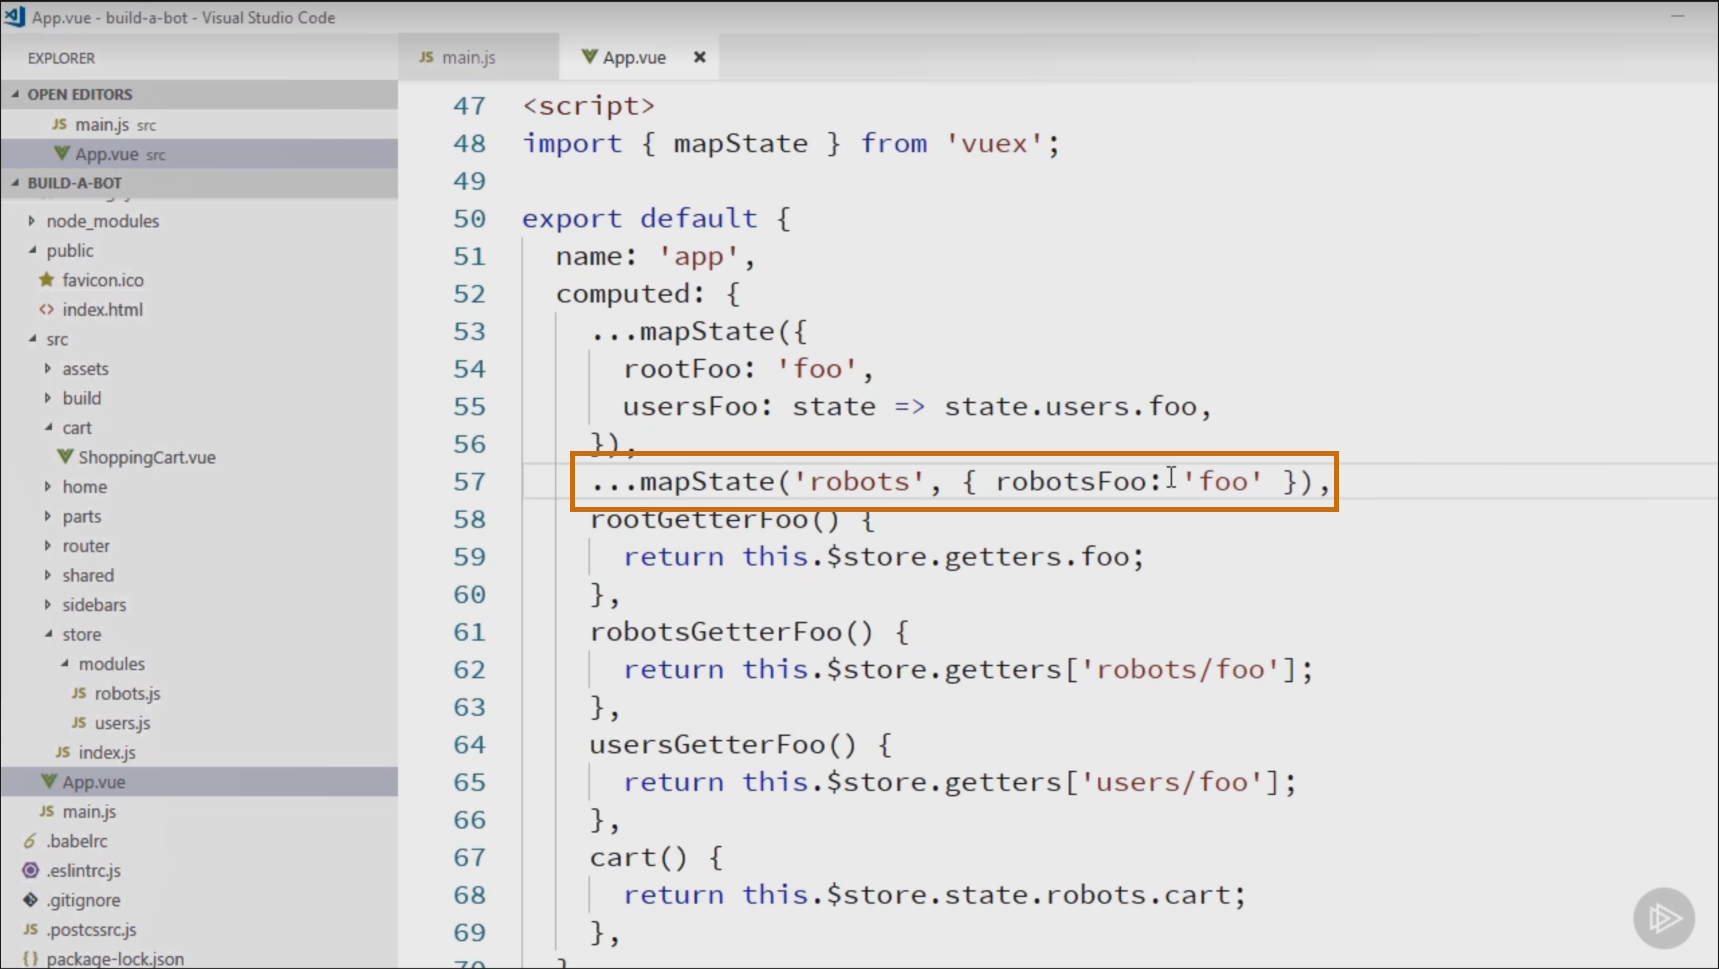 App.vue - build-a-bot - Visual Studio Code
EXPLORER
OPEN EDITORS
JS main.js src
App.vue src
BUILD-A-BOT
node_modules
public
favicon.ico
<> index.html
src
assets
build
cart
ShoppingCart.vue
home
parts
router
shared
sidebars
store
modules
JS robots.js
JS users.js
JS index.js
App.vue
JS main.js
.babelrc
.eslintrc.js
.gitignore
JS .postcssrc.js
{} package-lock.json
JS main.js
App.vue
47 <script>
48 import { mapState } from 'vuex';
49
50 export default {
51 name: 'app',
52 computed: {
53 ...mapState({
54 rootFoo: 'foo',
55 usersFoo: state => state.users.foo,
56 }),
57 ...mapState('robots', { robotsFoo: 'foo' }),
58 rootGetterFoo() {
59 return this.$store.getters.foo;
60 },
61 robotsGetterFoo() {
62 return this.$store.getters['robots/foo'];
63 },
64 usersGetterFoo() {
65 return this.$store.getters['users/foo'];
66 },
67 cart() {
68 return this.$store.state.robots.cart;
69 },